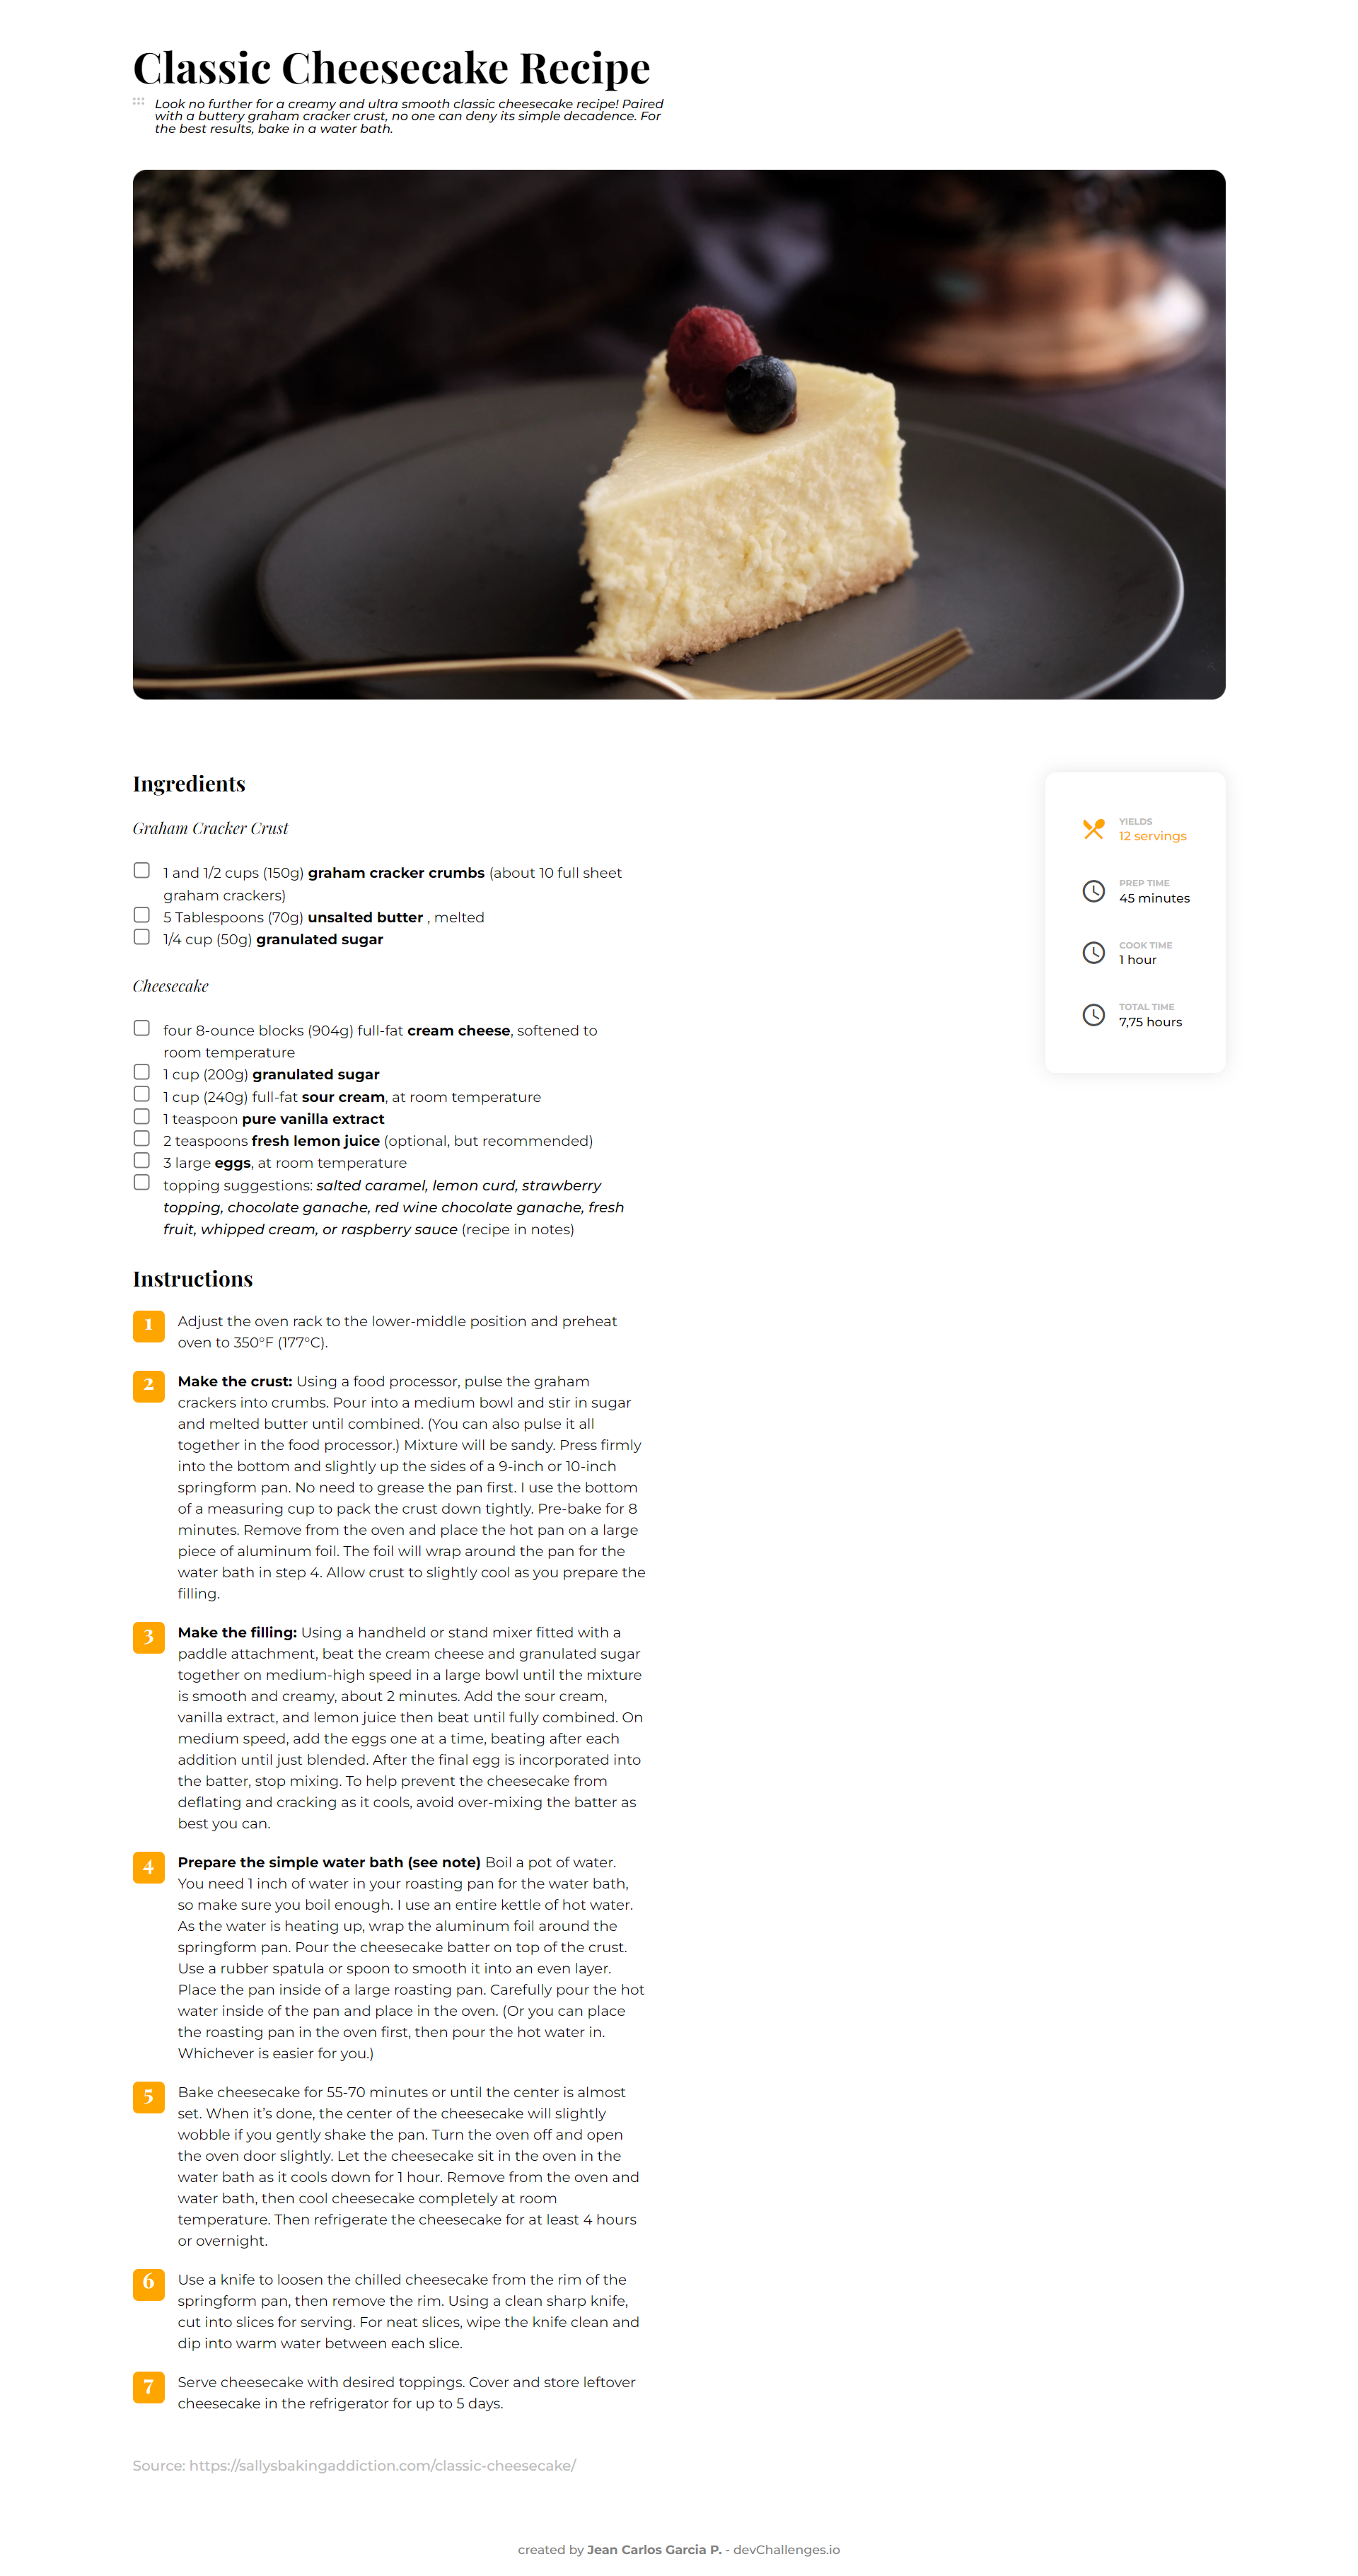 Classic Cheesecake Recipe
Look no further for a creamy and ultra smooth classic cheesecake recipe! Paired
with a buttery graham cracker crust, no one can deny its simple decadence. For
the best results, bake in a water bath.
Ingredients
Graham Cracker Crust
1 and 1/2 cups (150g) graham cracker crumbs (about 10 full sheet
graham crackers)
5 Tablespoons (70g) unsalted butter , melted
1/4 cup (50g) granulated sugar
Cheesecake
four 8-ounce blocks (904g) full-fat cream cheese, softened to
room temperature
1 cup (200g) granulated sugar
1 cup (240g) full-fat sour cream, at room temperature
1 teaspoon pure vanilla extract
2 teaspoons fresh lemon juice (optional, but recommended)
3 large eggs, at room temperature
topping suggestions: salted caramel, lemon curd, strawberry
topping, chocolate ganache, red wine chocolate ganache, fresh
fruit, whipped cream, or raspberry sauce (recipe in notes)
YIELDS
12 servings
PREP TIME
45 minutes
COOK TIME
1 hour
TOTAL TIME
7,75 hours
Instructions
1 Adjust the oven rack to the lower-middle position and preheat
oven to 350°F (177°C).
2 Make the crust: Using a food processor, pulse the graham
crackers into crumbs. Pour into a medium bowl and stir in sugar
and melted butter until combined. (You can also pulse it all
together in the food processor.) Mixture will be sandy. Press firmly
into the bottom and slightly up the sides of a 9-inch or 10-inch
springform pan. No need to grease the pan first. I use the bottom
of a measuring cup to pack the crust down tightly. Pre-bake for 8
minutes. Remove from the oven and place the hot pan on a large
piece of aluminum foil. The foil will wrap around the pan for the
water bath in step 4. Allow crust to slightly cool as you prepare the
filling.
3 Make the filling: Using a handheld or stand mixer fitted with a
paddle attachment, beat the cream cheese and granulated sugar
together on medium-high speed in a large bowl until the mixture
is smooth and creamy, about 2 minutes. Add the sour cream,
vanilla extract, and lemon juice then beat until fully combined. On
medium speed, add the eggs one at a time, beating after each
addition until just blended. After the final egg is incorporated into
the batter, stop mixing. To help prevent the cheesecake from
deflating and cracking as it cools, avoid over-mixing the batter as
best you can.
4 Prepare the simple water bath (see note) Boil a pot of water.
You need 1 inch of water in your roasting pan for the water bath,
so make sure you boil enough. I use an entire kettle of hot water.
As the water is heating up, wrap the aluminum foil around the
springform pan. Pour the cheesecake batter on top of the crust.
Use a rubber spatula or spoon to smooth it into an even layer.
Place the pan inside of a large roasting pan. Carefully pour the hot
water inside of the pan and place in the oven. (Or you can place
the roasting pan in the oven first, then pour the hot water in.
Whichever is easier for you.)
5 Bake cheesecake for 55-70 minutes or until the center is almost
set. When it’s done, the center of the cheesecake will slightly
wobble if you gently shake the pan. Turn the oven off and open
the oven door slightly. Let the cheesecake sit in the oven in the
water bath as it cools down for 1 hour. Remove from the oven and
water bath, then cool cheesecake completely at room
temperature. Then refrigerate the cheesecake for at least 4 hours
or overnight.
6 Use a knife to loosen the chilled cheesecake from the rim of the
springform pan, then remove the rim. Using a clean sharp knife,
cut into slices for serving. For neat slices, wipe the knife clean and
dip into warm water between each slice.
7 Serve cheesecake with desired toppings. Cover and store leftover
cheesecake in the refrigerator for up to 5 days.
Source: https://sallysbakingaddiction.com/classic-cheesecake/
created by Jean Carlos Garcia P. - devChallenges.io